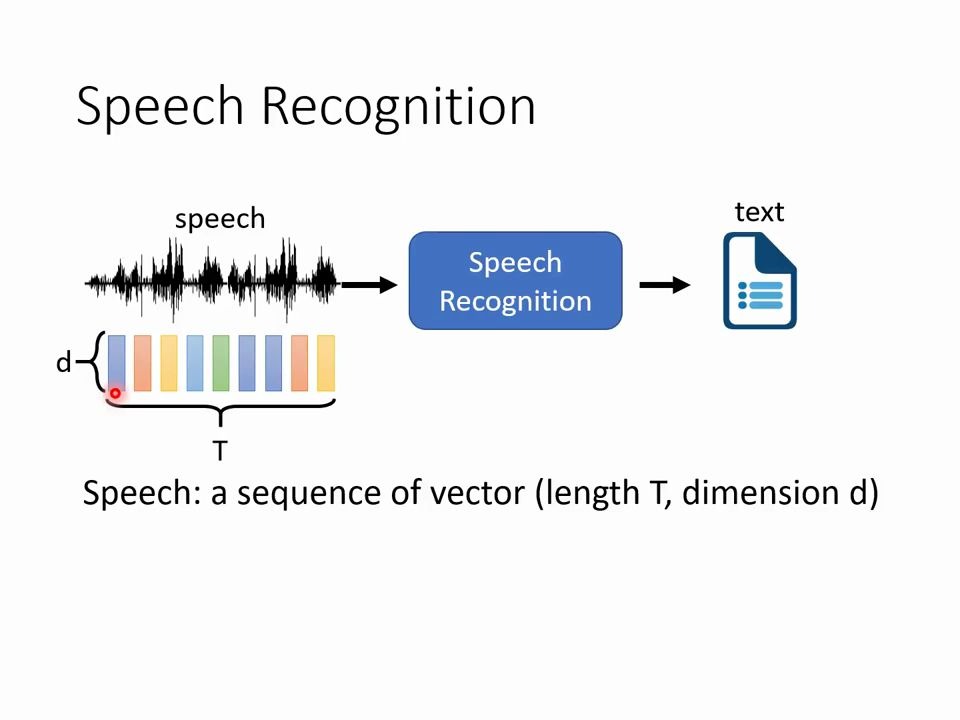 Speech Recognition
speech
text
Speech
Recognition
d
T
Speech: a sequence of vector (length T, dimension d)